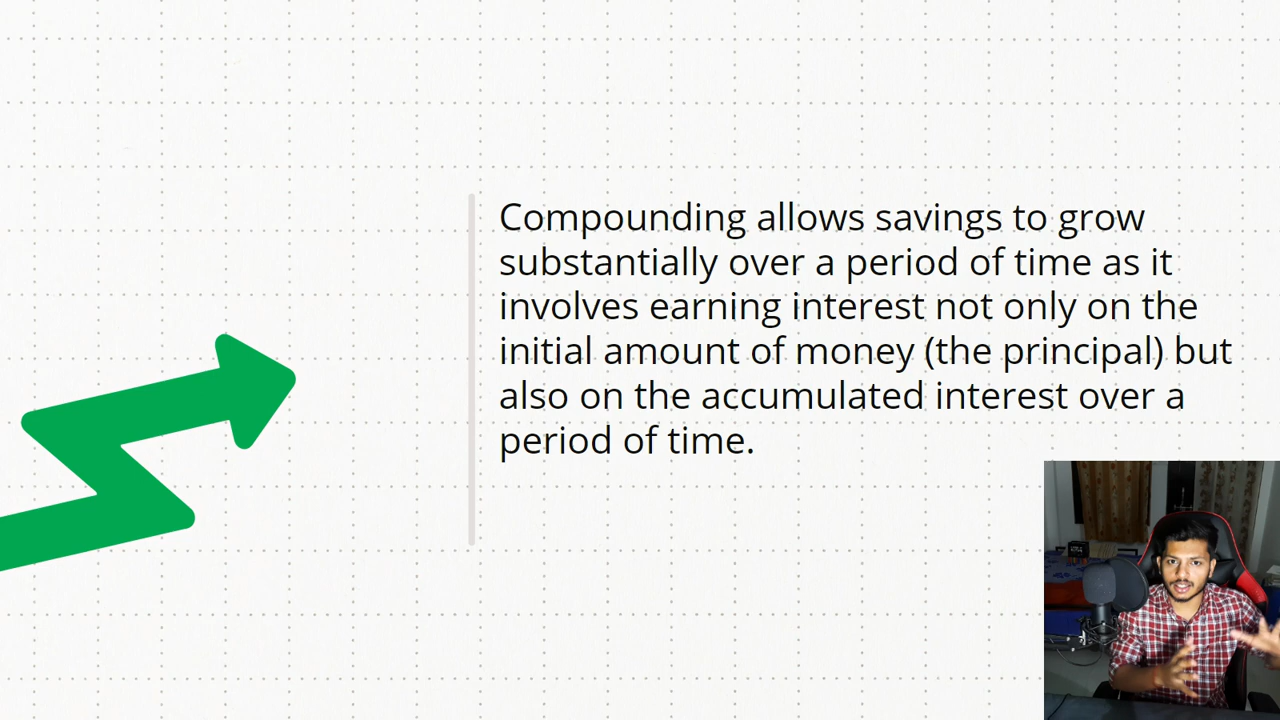 Compounding allows savings to grow
substantially over a period of time as it
involves earning interest not only on the
initial amount of money (the principal) but
also on the accumulated interest over a
period of time.